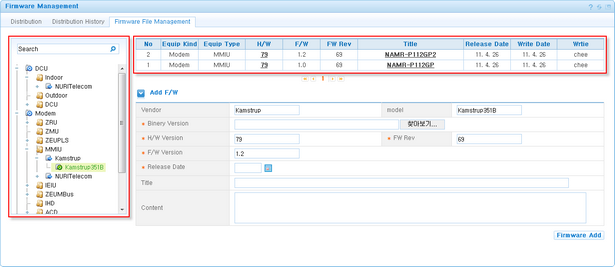 Firmware Management
Distribution
Distribution History
Firmware File Management
Search
DCU
Indoor
NURITelecom
Outdoor
DCU
Modem
ZRU
ZMU
ZEUPLS
MMIU
Kamstrup
Kamstrup351B
NURITelecom
IEIU
ZEUMBus
IHD
ACD
No Equip Kind Equip Type H/W F/W FW Rev Title Release Date Write Date Wrtie
2 Modem MMIU 79 1.2 69 NAMR-P112GP2 11. 4. 26 11. 4. 26 chee
1 Modem MMIU 79 1.0 69 NAMR-P112GP 11. 4. 26 11. 4. 26 chee
1
Add F/W
Vendor Kamstrup model Kamstrup351B
Binary Version 찾아보기...
H/W Version 79 FW Rev 69
F/W Version 1.2
Release Date
Title
Content
Firmware Add